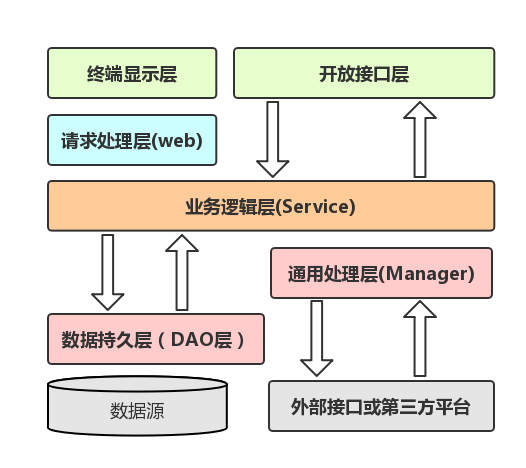 终端显示层
开放接口层
请求处理层(web)
业务逻辑层(Service)
通用处理层(Manager)
数据持久层（DAO层）
数据源
外部接口或第三方平台